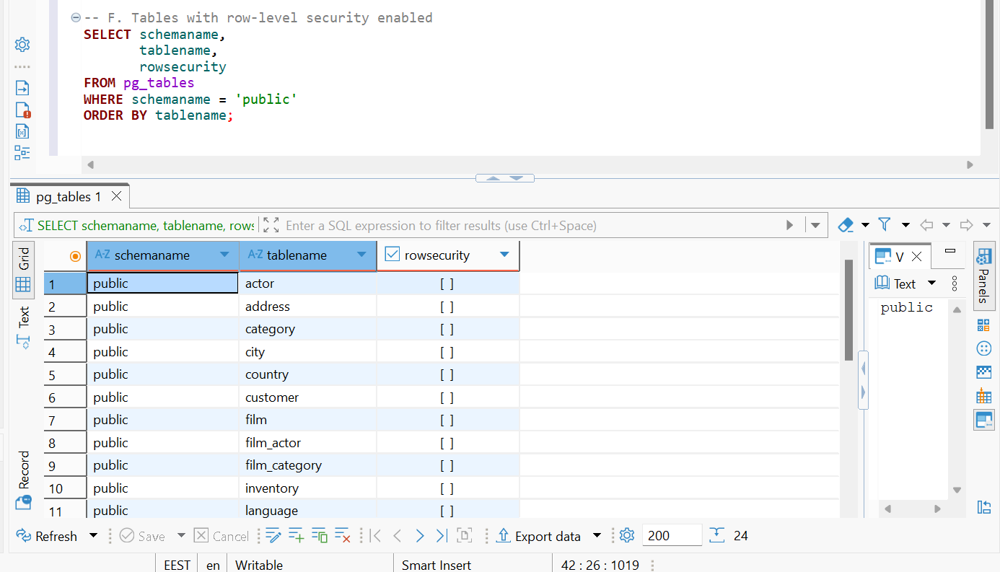 -- F. Tables with row-level security enabled
SELECT schemaname,
tablename,
rowsecurity
FROM pg_tables
WHERE schemaname = 'public'
ORDER BY tablename;
pg_tables 1
SELECT schemaname, tablename, rows
Enter a SQL expression to filter results (use Ctrl+Space)
Grid
Text
Record
A-Z schemaname A-Z tablename rowsecurity
1 public actor [ ]
2 public address [ ]
3 public category [ ]
4 public city [ ]
5 public country [ ]
6 public customer [ ]
7 public film [ ]
8 public film_actor [ ]
9 public film_category [ ]
10 public inventory [ ]
11 public language [ ]
V
Text
public
Panels
Refresh Save Cancel Export data 200 24
EEST en Writable Smart Insert 42 : 26 : 1019